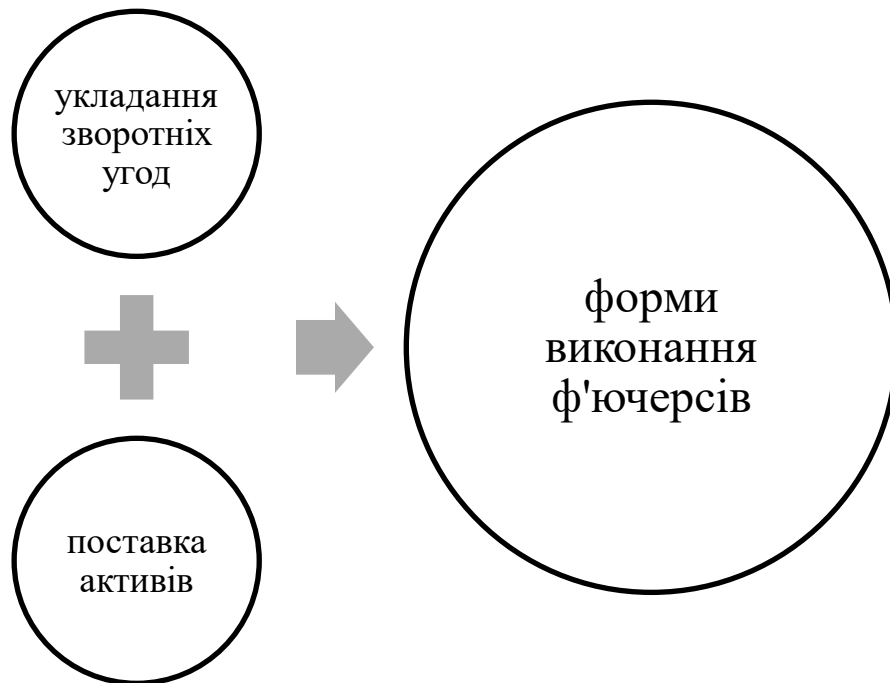 укладання
зворотніх
угод
поставка
активів
форми
виконання
ф'ючерсів